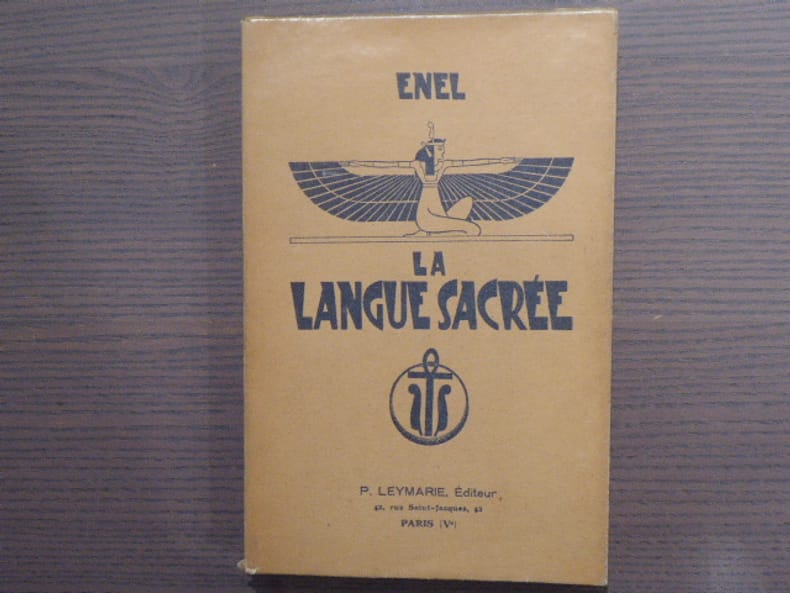 ENEL
LA
LANGUE SACRÉE
P. LEYMARIE, Éditeur,
42, rue Saint-Jacques, 42
PARIS (Vᵉ)